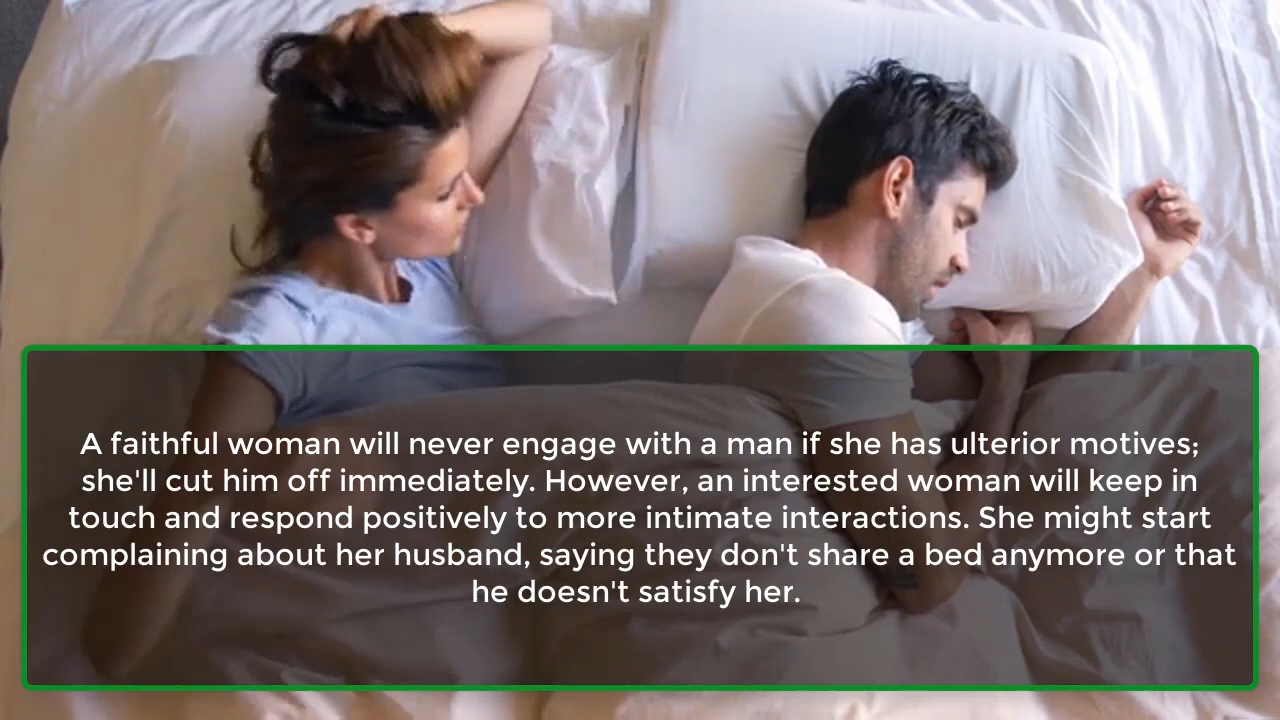 A faithful woman will never engage with a man if she has ulterior motives;
she'll cut him off immediately. However, an interested woman will keep in
touch and respond positively to more intimate interactions. She might start
complaining about her husband, saying they don't share a bed anymore or that
he doesn't satisfy her.